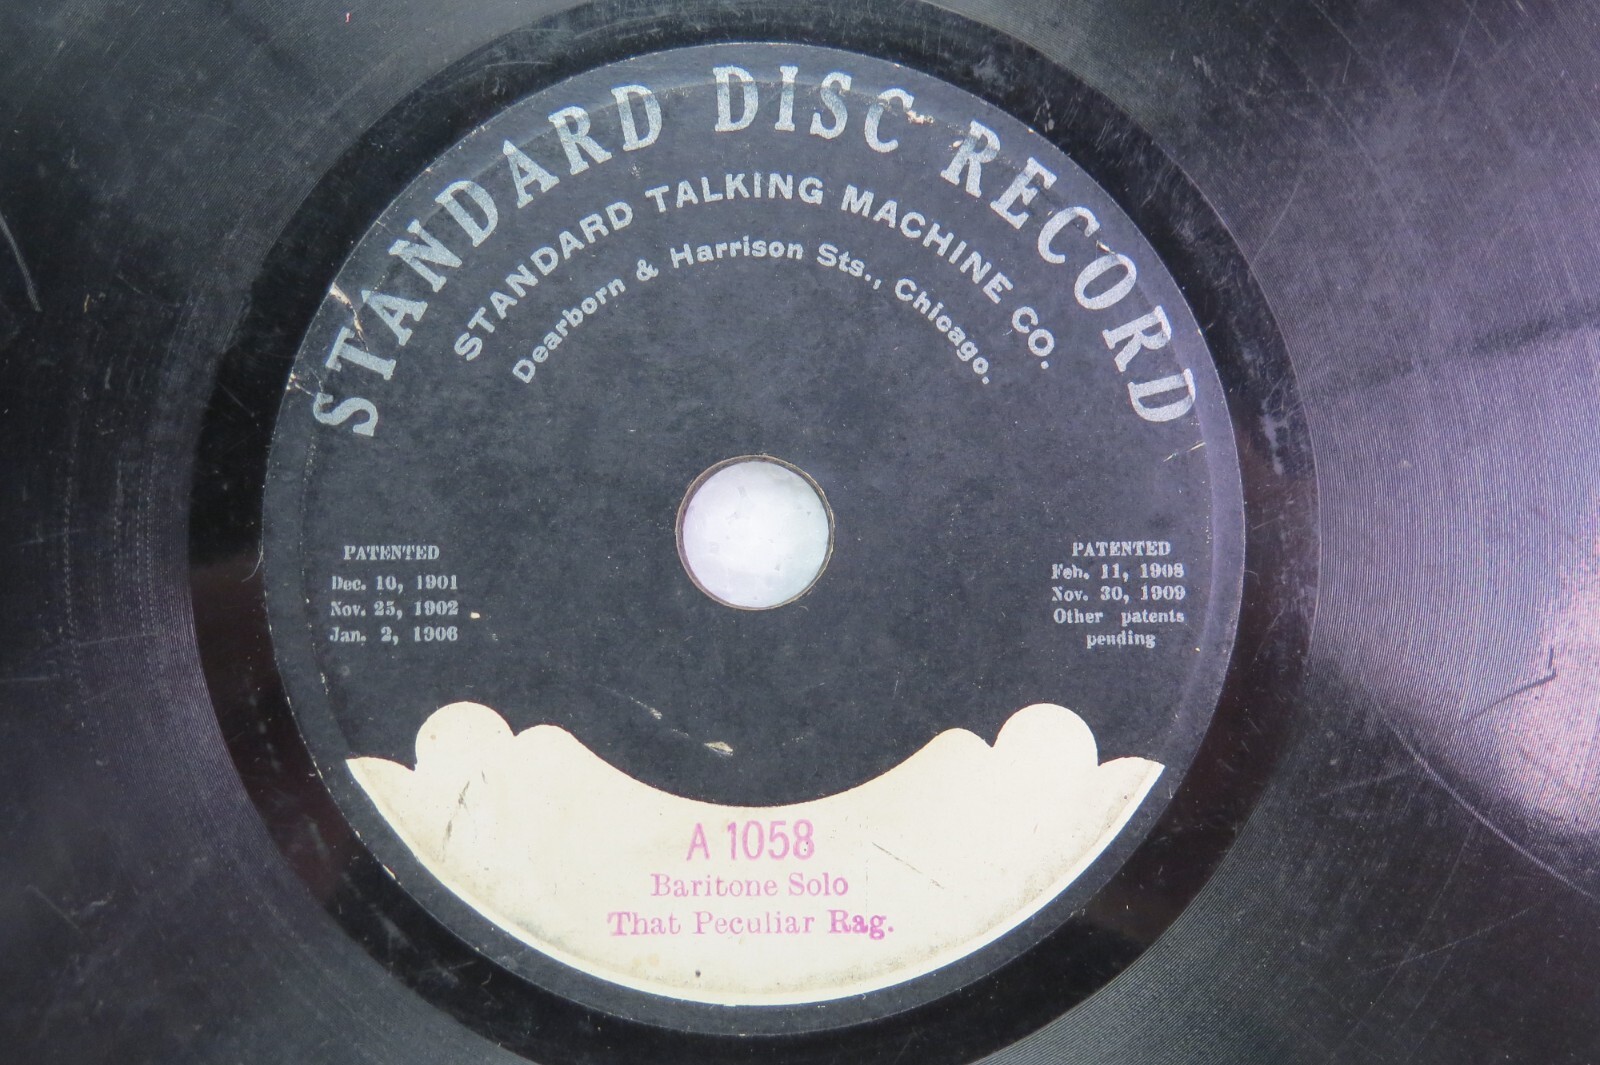 STANDARD DISC RECORD
STANDARD TALKING MACHINE CO.
Dearborn & Harrison Sts., Chicago.
PATENTED
Dec. 10, 1901
Nov. 25, 1902
Jan. 2, 1906
PATENTED
Feb. 11, 1908
Nov. 30, 1909
Other patents
pending
A 1058
Baritone Solo
That Peculiar Rag.